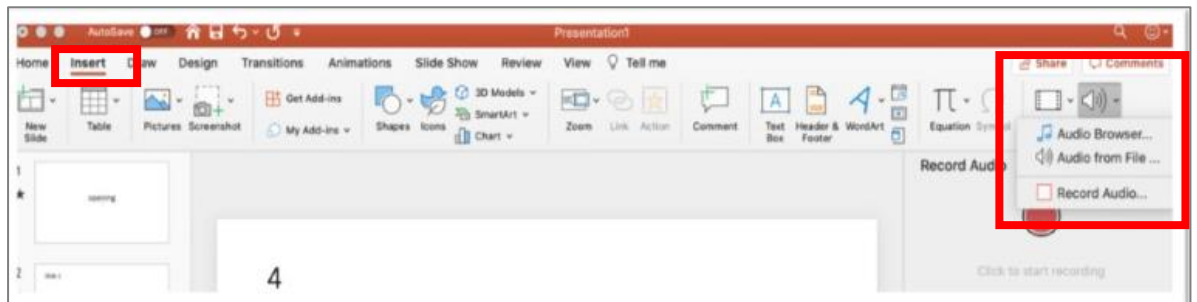 AutoSave OFF Presentation1
Home Insert Draw Design Transitions Animations Slide Show Review View Tell me Share Comments
New Slide Table Pictures Screenshot Get Add-ins My Add-ins Shapes Icons 3D Models SmartArt Chart Zoom Link Action Comment Text Box Header & Footer WordArt Equation
Audio Browser...
Audio from File ...
Record Audio...
Record Audio
1
opening
2
4
Click to start recording